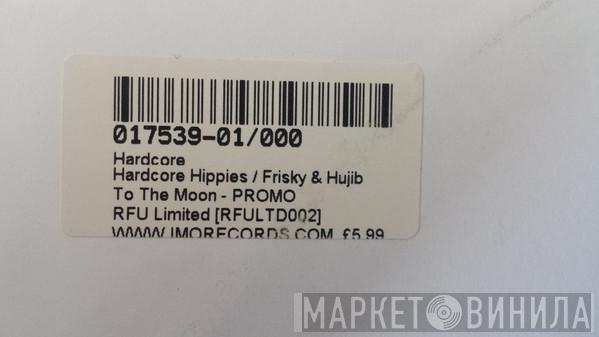 017539-01/000
Hardcore
Hardcore Hippies / Frisky & Hujib
To The Moon - PROMO
RFU Limited [RFULTD002]
WWW.IMORECORDS.COM £5.99
МАРКЕТ ВИНИЛА